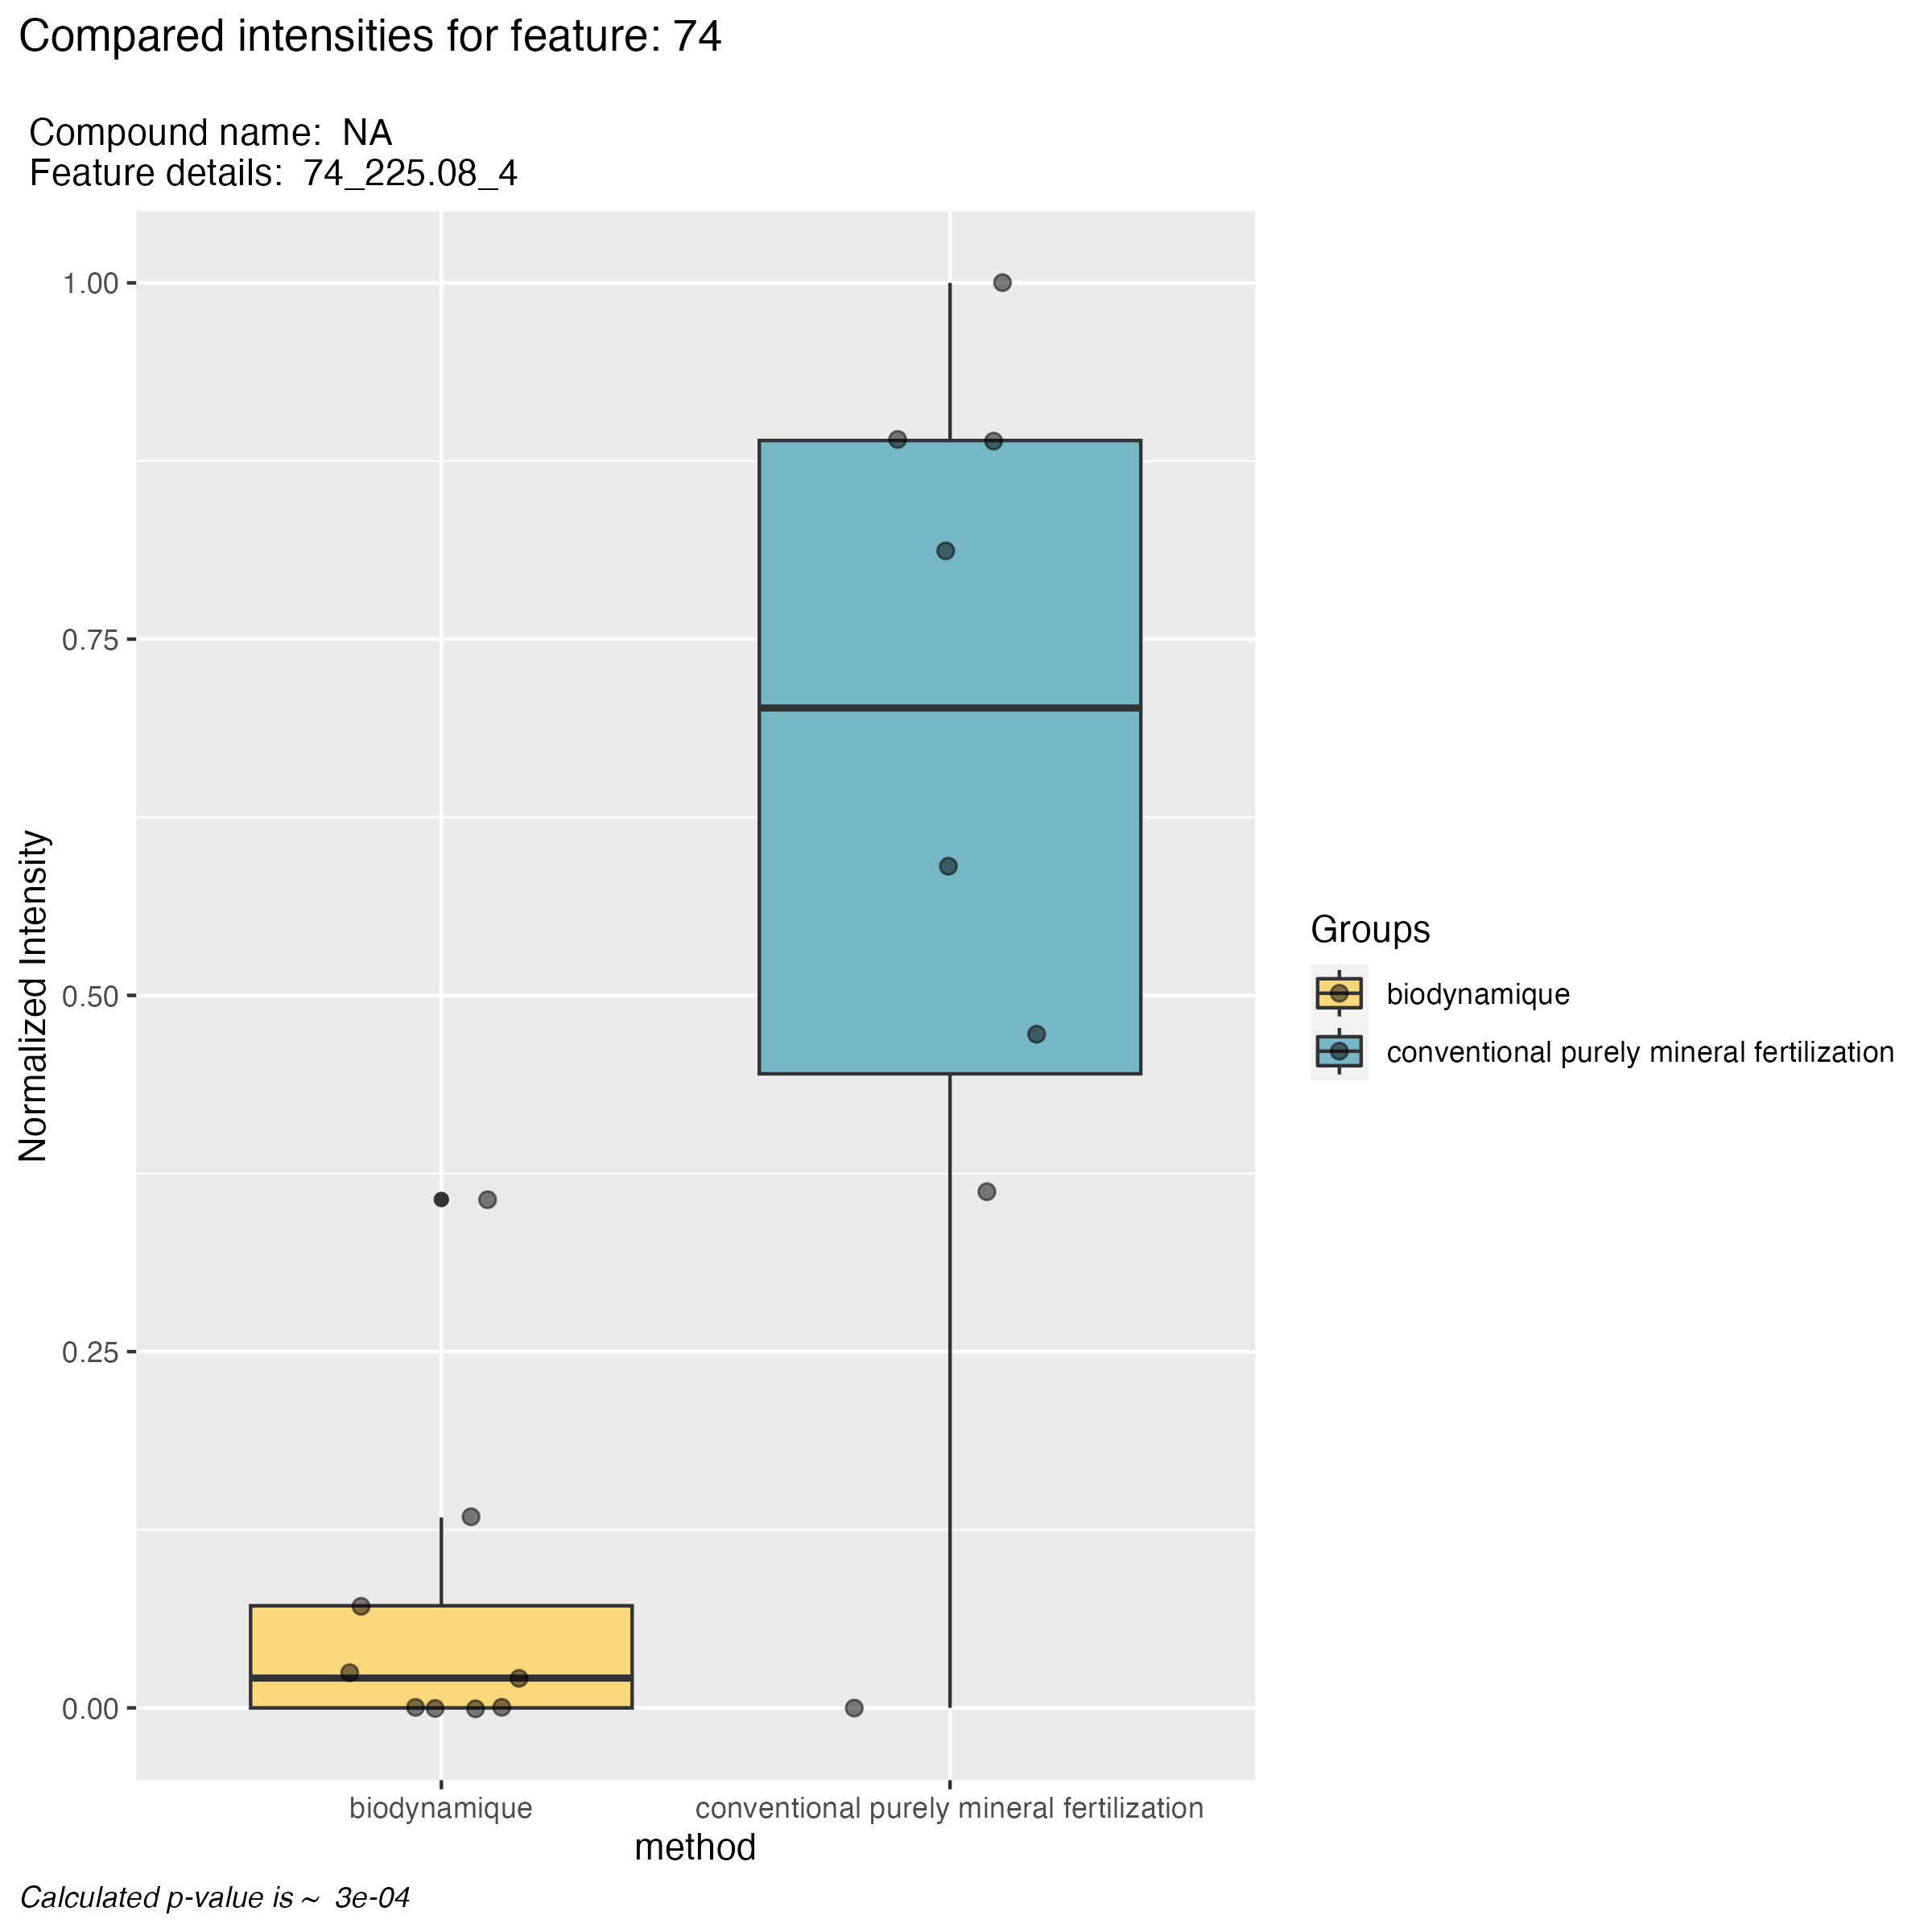 Compared intensities for feature: 74
Compound name: NA
Feature details: 74_225.08_4
1.00
0.75
0.50
0.25
0.00
Normalized Intensity
biodynamique
conventional purely mineral fertilization
method
Groups
biodynamique
conventional purely mineral fertilization
Calculated p-value is ~ 3e-04